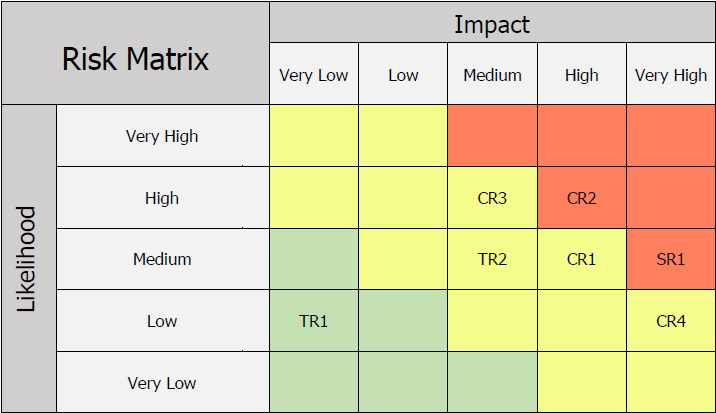 Risk Matrix
Impact
Very Low Low Medium High Very High
Likelihood
Very High
High CR3 CR2
Medium TR2 CR1 SR1
Low TR1 CR4
Very Low